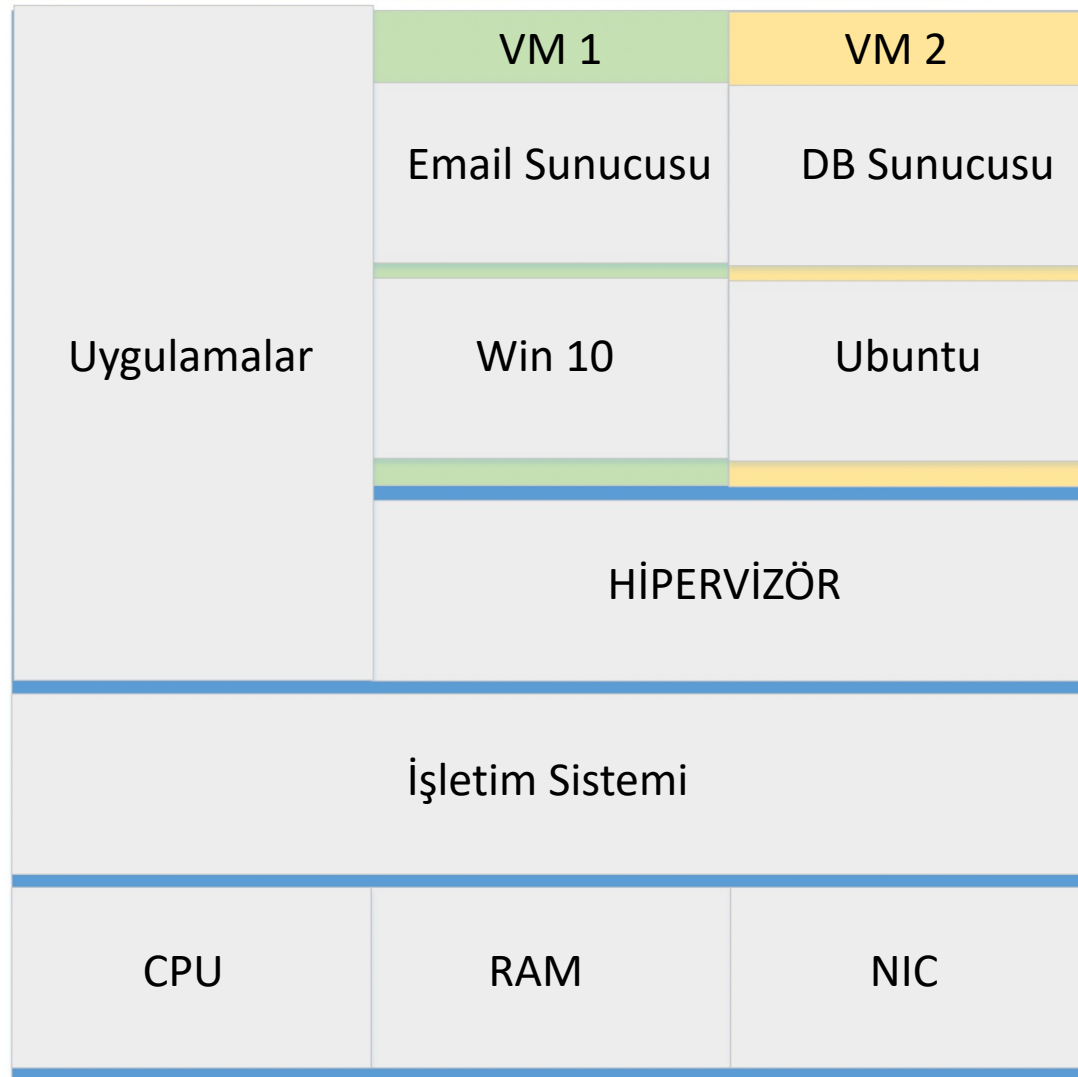 VM 1
VM 2
Email Sunucusu
DB Sunucusu
Uygulamalar
Win 10
Ubuntu
HİPERVİZÖR
İşletim Sistemi
CPU
RAM
NIC